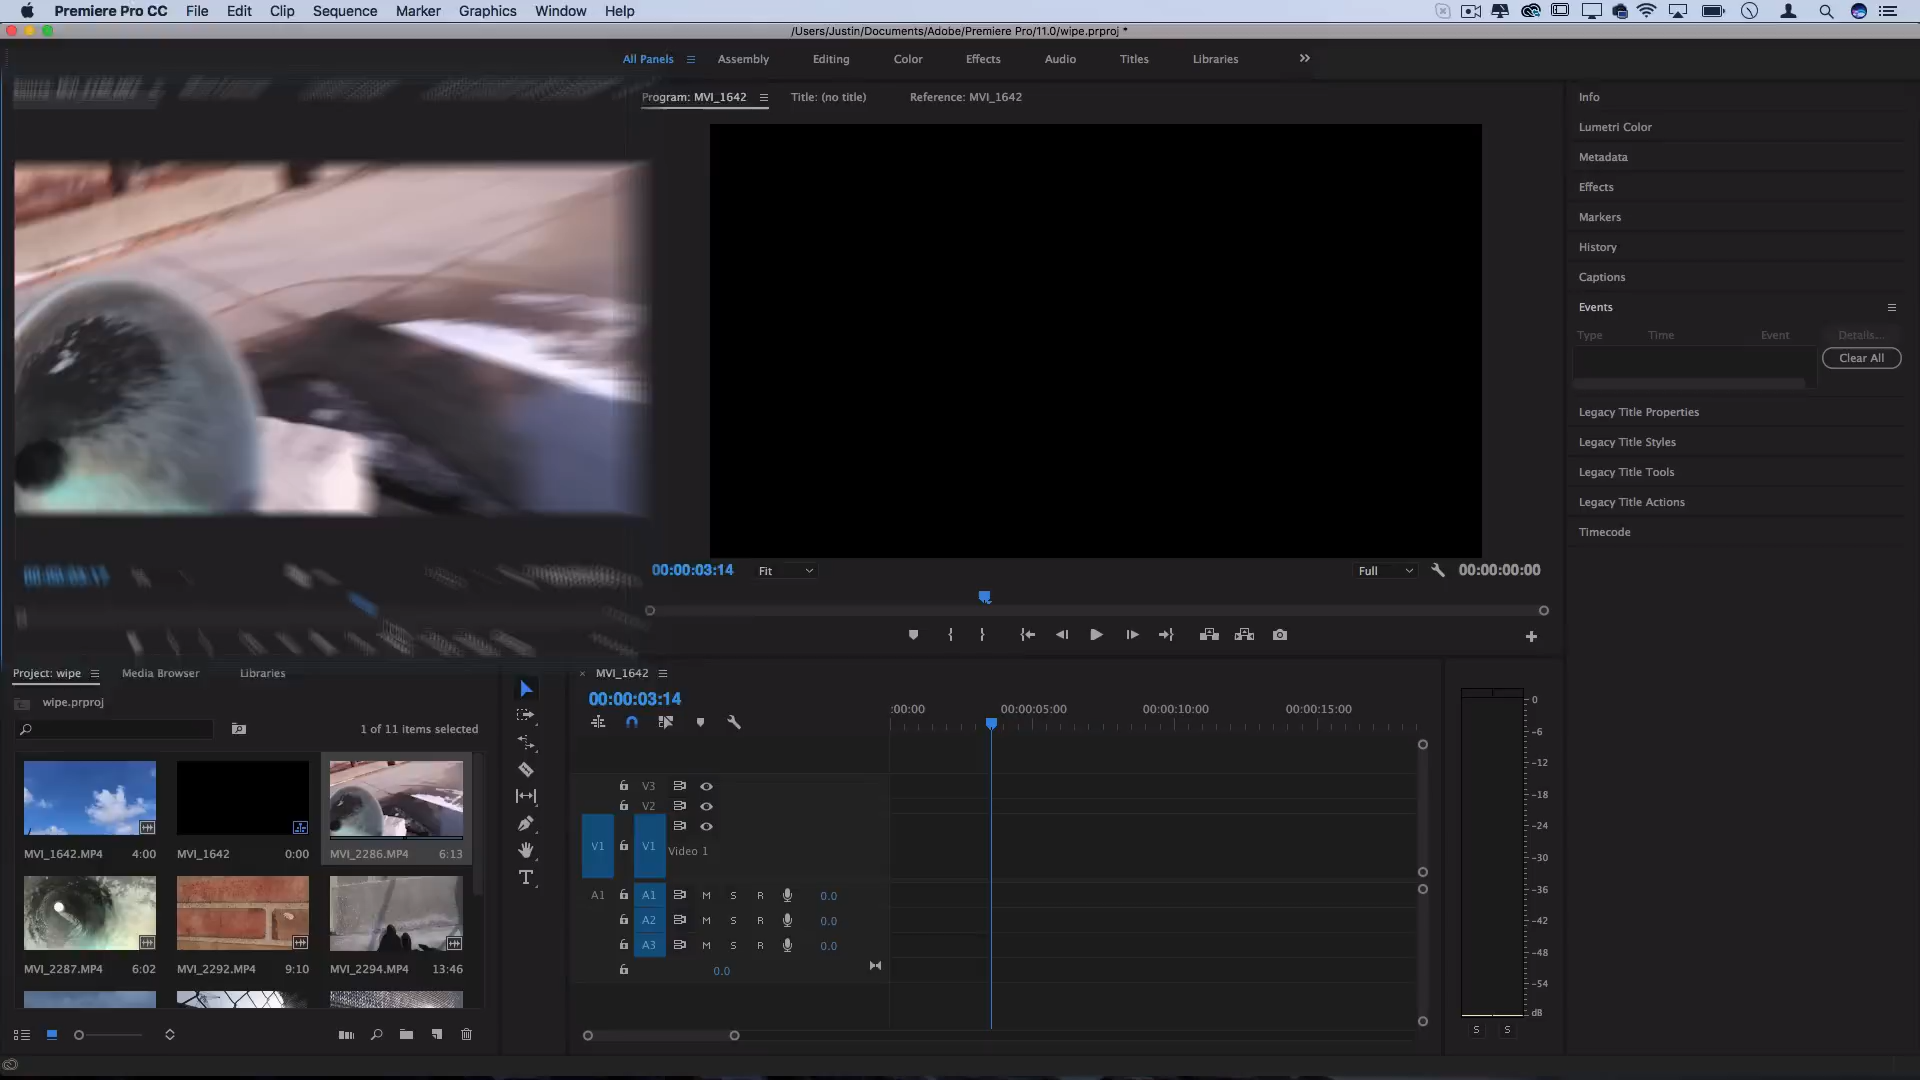 Premiere Pro CC File Edit Clip Sequence Marker Graphics Window Help
/Users/Justin/Documents/Adobe/Premiere Pro/11.0/wipe.prproj *
All Panels Assembly Editing Color Effects Audio Titles Libraries
Program: MVI_1642 Title: (no title) Reference: MVI_1642
Info
Lumetri Color
Metadata
Effects
Markers
History
Captions
Events
Type Time Event Details...
Clear All
Legacy Title Properties
Legacy Title Styles
Legacy Title Tools
Legacy Title Actions
Timecode
00:00:03:14 Fit Full 00:00:00:00
Project: wipe Media Browser Libraries
wipe.prproj
1 of 11 items selected
MVI_1642.MP4 4:00 MVI_1642 0:00 MVI_2286.MP4 6:13
MVI_2287.MP4 6:02 MVI_2292.MP4 9:10 MVI_2294.MP4 13:46
× MVI_1642
00:00:03:14
:00:00 00:00:05:00 00:00:10:00 00:00:15:00
V3
V2
V1 V1 Video 1
A1 A1 M S R 0.0
A2 M S R 0.0
A3 M S R 0.0
0.0
0
-6
-12
-18
-24
-30
-36
-42
-48
-54
dB
S S